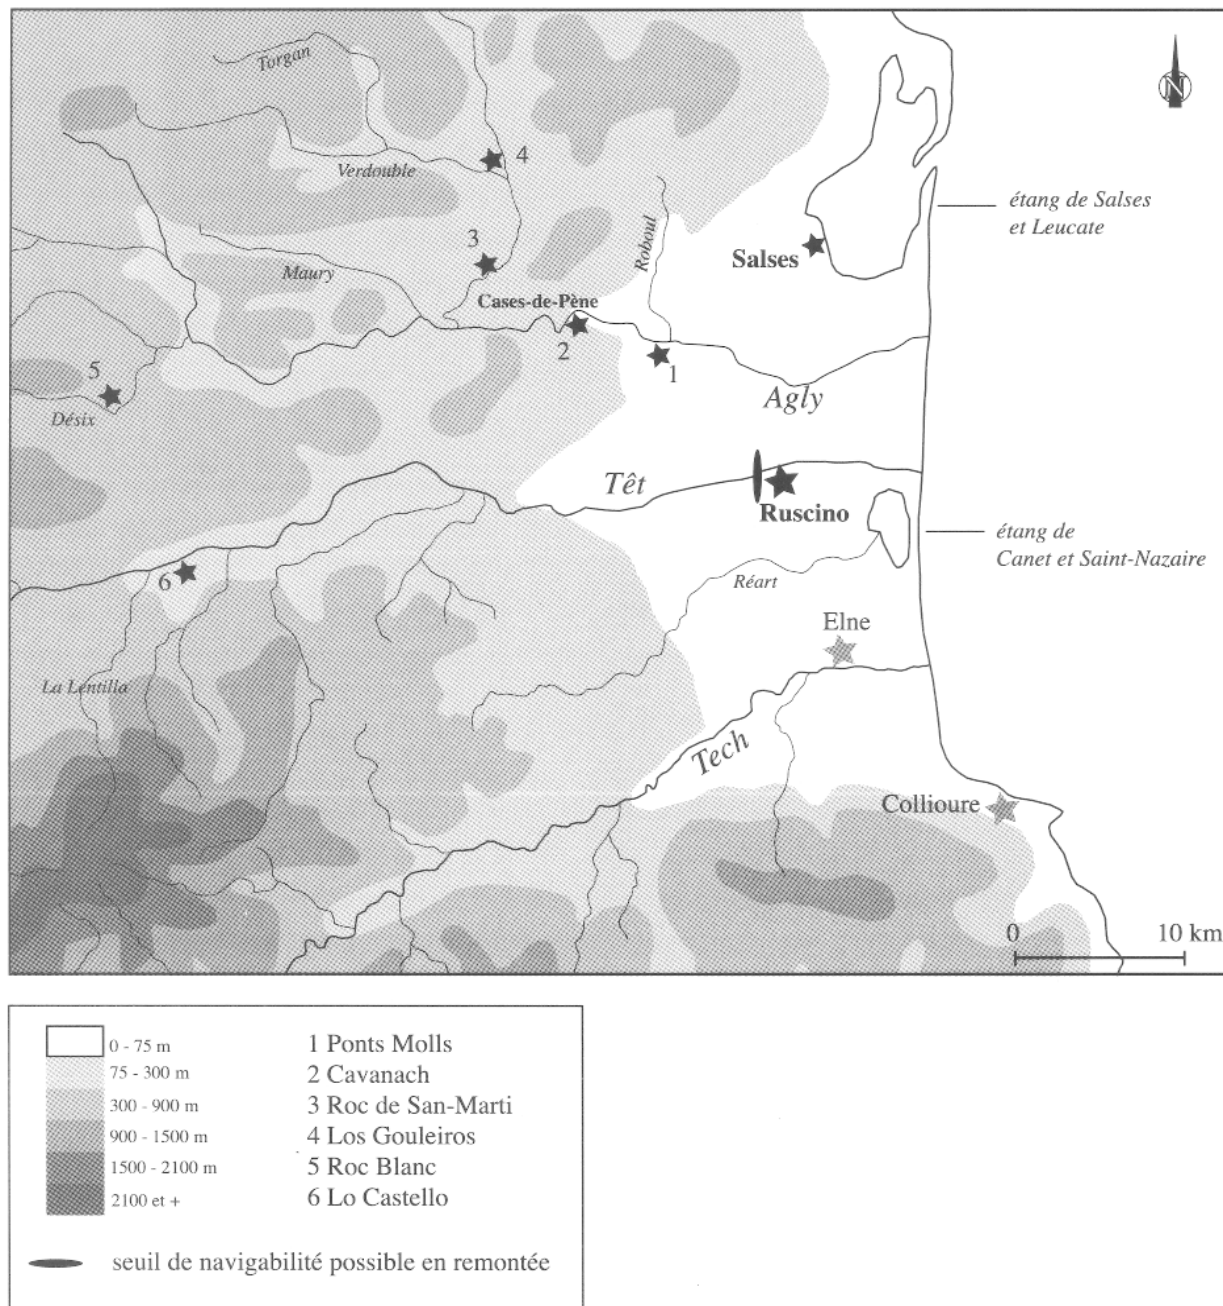 Torgan
N
Verdouble
4
étang de Salses
et Leucate
3
Roboul
Salses
Maury
Cases-de-Pène
2
1
5
Agly
Désix
Têt
Ruscino
étang de
Canet et Saint-Nazaire
6
Réart
Elne
La Lentilla
Tech
Collioure
0 10 km
0 - 75 m
75 - 300 m
300 - 900 m
900 - 1500 m
1500 - 2100 m
2100 et +
1 Ponts Molls
2 Cavanach
3 Roc de San-Marti
4 Los Gouleiros
5 Roc Blanc
6 Lo Castello
seuil de navigabilité possible en remontée